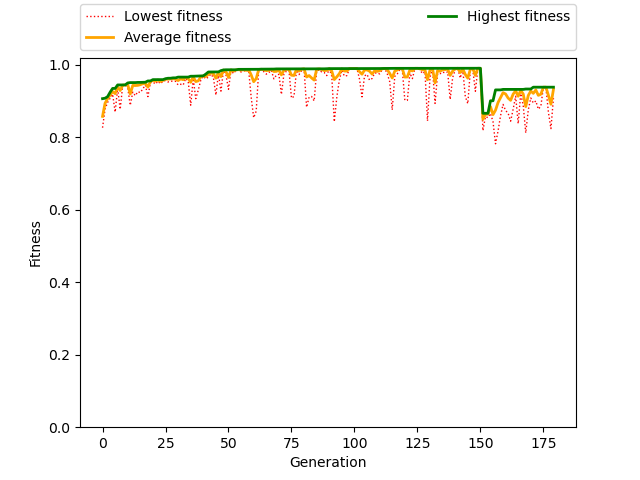 Lowest fitness
Average fitness
Highest fitness
1.0
0.8
0.6
0.4
0.2
0.0
Fitness
0 25 50 75 100 125 150 175
Generation